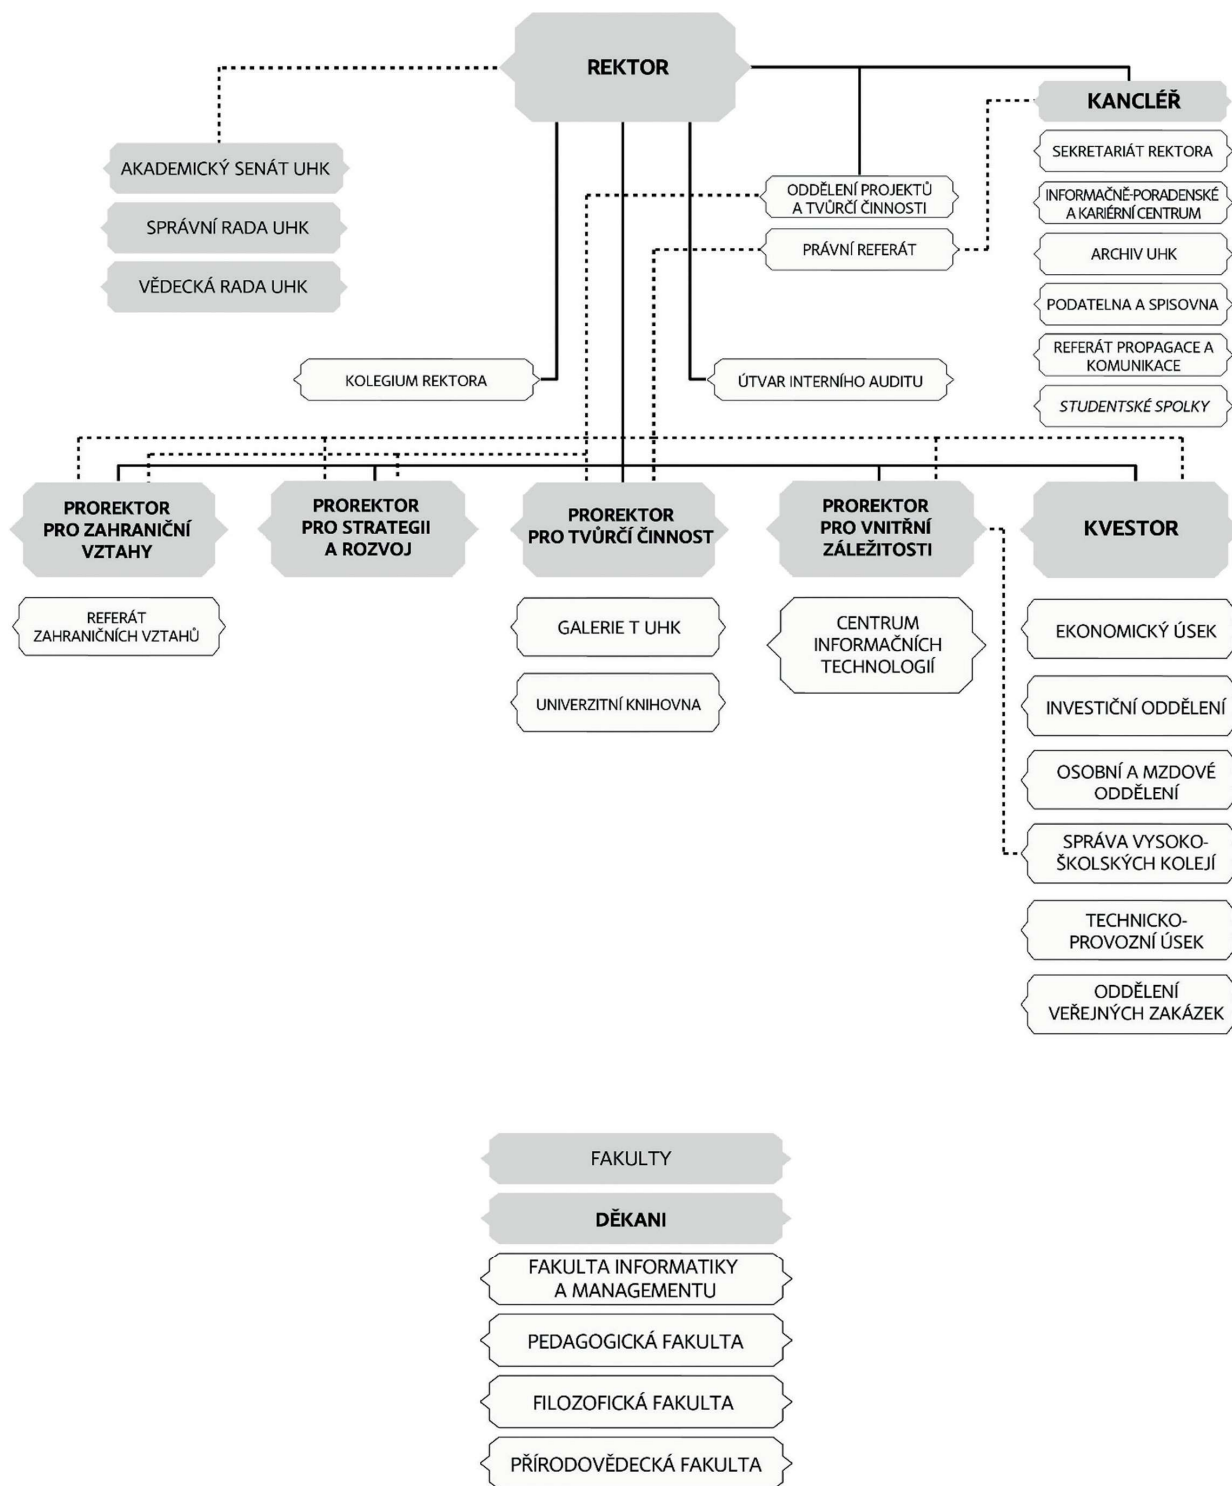 REKTOR
KANCLÉŘ
SEKRETARIÁT REKTORA
INFORMAČNĚ-PORADENSKÉ
A KARIÉRNÍ CENTRUM
ARCHIV UHK
PODATELNA A SPISOVNA
REFERÁT PROPAGACE A
KOMUNIKACE
STUDENTSKÉ SPOLKY
AKADEMICKÝ SENÁT UHK
SPRÁVNÍ RADA UHK
VĚDECKÁ RADA UHK
ODDĚLENÍ PROJEKTŮ
A TVŮRČÍ ČINNOSTI
PRÁVNÍ REFERÁT
KOLEGIUM REKTORA
ÚTVAR INTERNÍHO AUDITU
PROREKTOR
PRO ZAHRANIČNÍ
VZTAHY
REFERÁT
ZAHRANIČNÍCH VZTAHŮ
PROREKTOR
PRO STRATEGII
A ROZVOJ
PROREKTOR
PRO TVŮRČÍ ČINNOST
GALERIE T UHK
UNIVERZITNÍ KNIHOVNA
PROREKTOR
PRO VNITŘNÍ
ZÁLEŽITOSTI
CENTRUM
INFORMAČNÍCH
TECHNOLOGIÍ
KVESTOR
EKONOMICKÝ ÚSEK
INVESTIČNÍ ODDĚLENÍ
OSOBNÍ A MZDOVÉ
ODDĚLENÍ
SPRÁVA VYSOKO-
ŠKOLSKÝCH KOLEJÍ
TECHNICKO-
PROVOZNÍ ÚSEK
ODDĚLENÍ
VEŘEJNÝCH ZAKÁZEK
FAKULTY
DĚKANI
FAKULTA INFORMATIKY
A MANAGEMENTU
PEDAGOGICKÁ FAKULTA
FILOZOFICKÁ FAKULTA
PŘÍRODOVĚDECKÁ FAKULTA